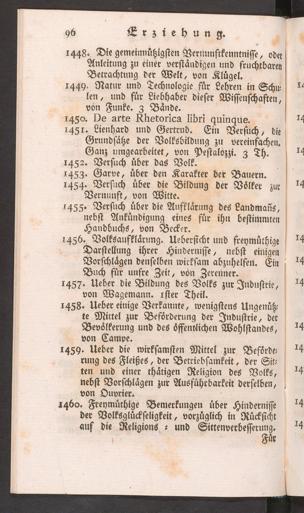 96 Erziehung.
1448. Die gemeinnützigsten Vernunftkenntnisse, oder
Anleitung zu einer verständigen und fruchtbaren
Betrachtung der Welt, von Klügel.
1449. Natur und Technologie für Lehren in Schu-
len, und für Liebhaber dieser Wissenschaften,
von Funke. 3 Bände.
1450. De arte Rhetorica libri quinque.
1451. Lienhard und Gertrud. Ein Versuch, die
Grundsätze der Volksbildung zu vereinfachen.
Ganz umgearbeitet, von Pestalozzi. 3 Th.
1452. Versuch über das Volk.
1453. Garve, über den Karakter der Bauern.
1454. Versuch über die Bildung der Völker zur
Vernunft, von Witte.
1455. Versuch über die Aufklärung des Landmañs,
nebst Ankündigung eines für ihn bestimmten
Handbuchs, von Becker.
1456. Volksaufklärung. Uebersicht und freymüthige
Darstellung ihrer Hindernisse, nebst einigen
Vorschlägen denselben wirksam abzuhelfen. Ein
Buch für unsre Zeit, von Zerenner.
1457. Ueber die Bildung des Volks zur Industrie,
von Wagemann. 1ster Theil.
1458. Ueber einige Verkannte, wenigstens Ungenütz-
te Mittel zur Beförderung der Industrie, der
Bevölkerung und des öffentlichen Wohlstandes,
von Campe.
1459. Ueber die wirksamsten Mittel zur Beförde-
rung des Fleißes, der Betriebsamkeit, der Sit-
ten und einer thätigen Religion des Volks,
nebst Vorschlägen zur Ausführbarkeit derselben,
von Ouvrier.
1460. Freymüthige Bemerkungen über Hindernisse
der Volksglückseligkeit, vorzüglich in Rücksicht
auf die Religions- und Sittenverbesserung.
Für